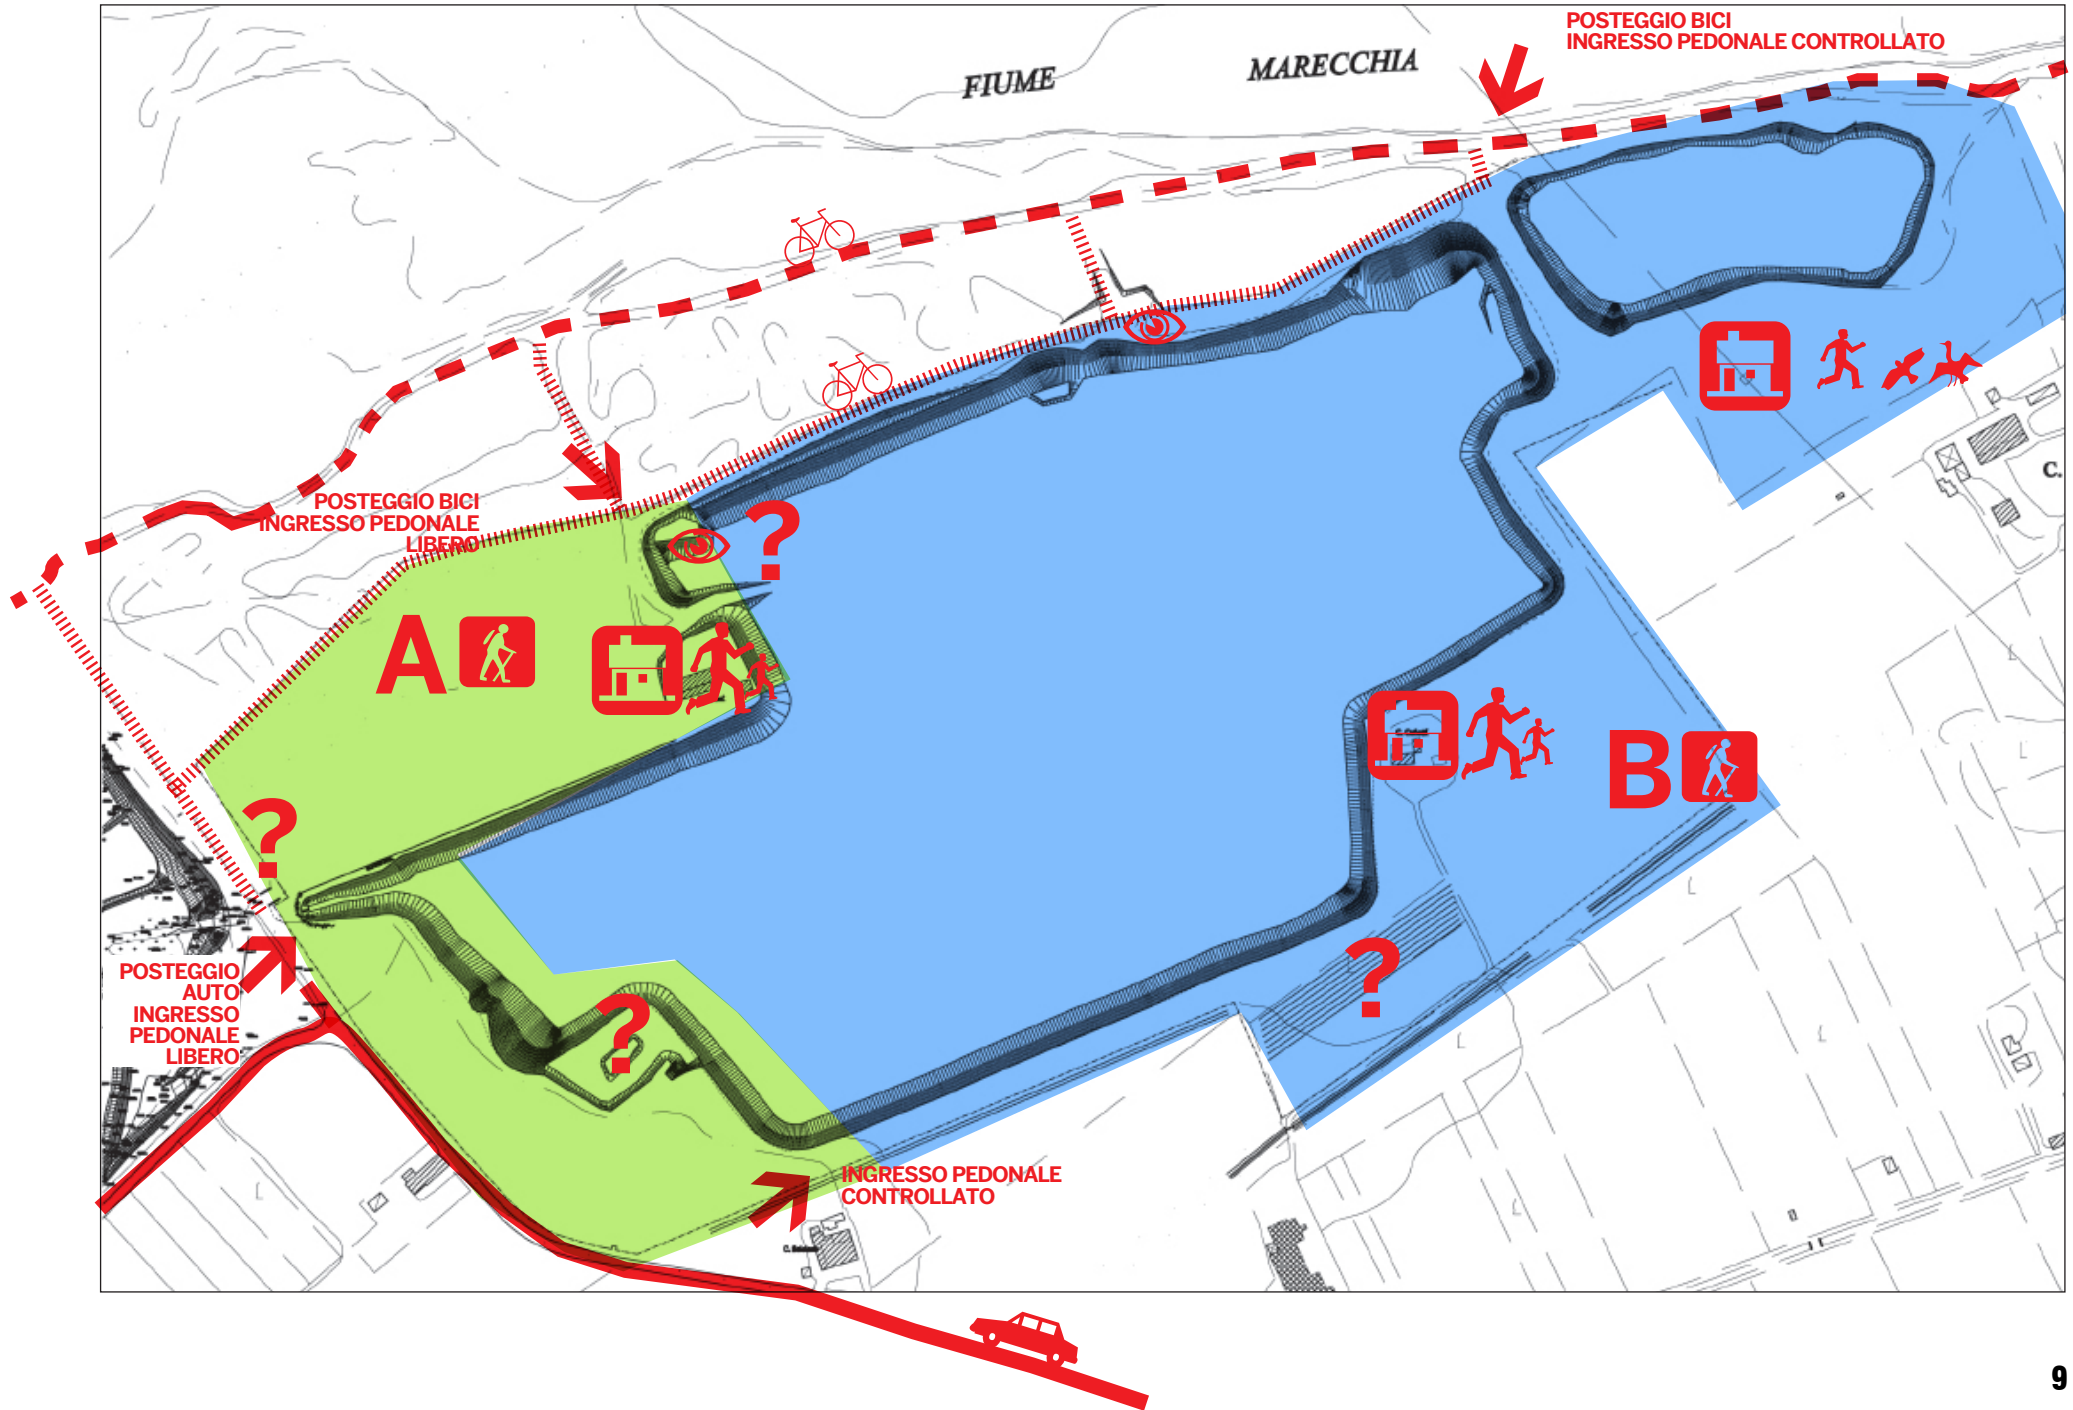 POSTEGGIO BICI
INGRESSO PEDONALE CONTROLLATO
FIUME MARECCHIA
C.
POSTEGGIO BICI
INGRESSO PEDONALE
LIBERO
?
A
B
?
POSTEGGIO
AUTO
INGRESSO
PEDONALE
LIBERO
?
?
INGRESSO PEDONALE
CONTROLLATO
9